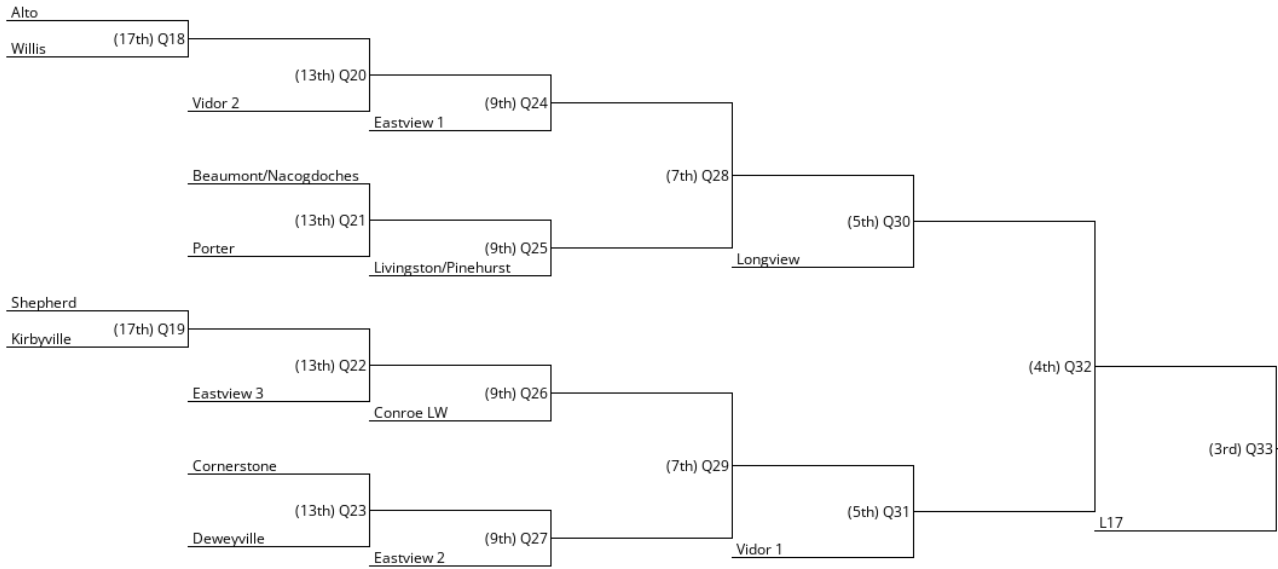 Alto
(17th) Q18
Willis
(13th) Q20
Vidor 2
(9th) Q24
Eastview 1
Beaumont/Nacogdoches
(7th) Q28
(13th) Q21
(5th) Q30
Porter
(9th) Q25
Livingston/Pinehurst
Longview
Shepherd
(17th) Q19
Kirbyville
(13th) Q22
(4th) Q32
Eastview 3
(9th) Q26
Conroe LW
(3rd) Q33
Cornerstone
(7th) Q29
(13th) Q23
(5th) Q31
L17
Deweyville
(9th) Q27
Eastview 2
Vidor 1